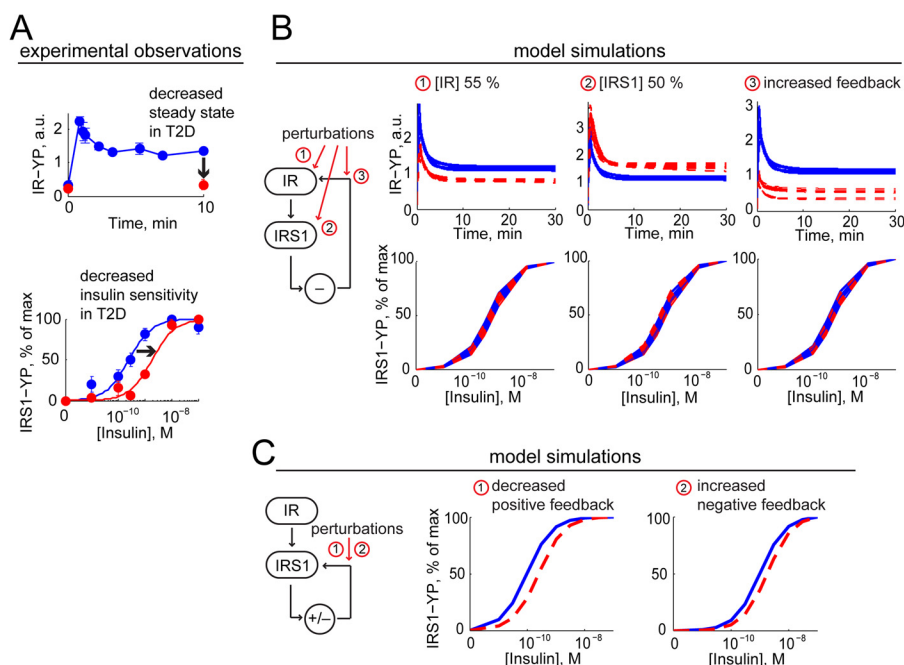 A
experimental observations
decreased
steady state
in T2D
IR−YP, a.u.
2
1
0
0
10
Time, min
decreased
insulin sensitivity
in T2D
IRS1−YP, % of max
100
50
0
0
10⁻¹⁰
10⁻⁸
[Insulin], M
B
model simulations
perturbations
1
3
IR
IRS1
2
−
1 [IR] 55 %
2 [IRS1] 50 %
3 increased feedback
IR−YP, a.u.
2
1
0
0
10
20
30
Time, min
3
2
1
0
0
10
20
30
Time, min
3
2
1
0
0
10
20
30
Time, min
IRS1−YP, % of max
100
50
0
0
10⁻¹⁰
10⁻⁸
[Insulin], M
100
50
0
0
10⁻¹⁰
10⁻⁸
[Insulin], M
100
50
0
0
10⁻¹⁰
10⁻⁸
[Insulin], M
C
model simulations
IR
perturbations
1 2
IRS1
+/−
1 decreased
positive feedback
2 increased
negative feedback
IRS1−YP, % of max
100
50
0
0
10⁻¹⁰
10⁻⁸
[Insulin], M
100
50
0
0
10⁻¹⁰
10⁻⁸
[Insulin], M